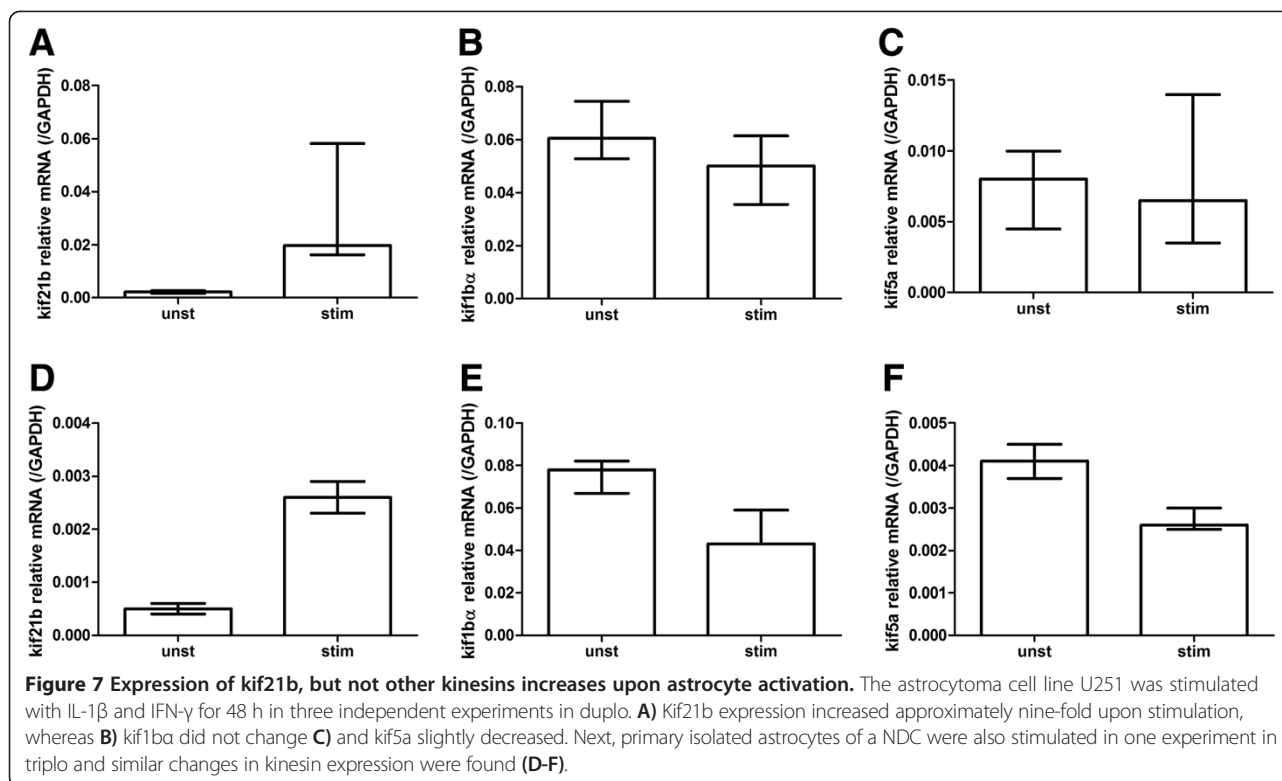 A
kif21b relative mRNA (/GAPDH)
0.08
0.06
0.04
0.02
0.00
unst stim
B
kif1bα relative mRNA (/GAPDH)
0.08
0.06
0.04
0.02
0.00
unst stim
C
kif5a relative mRNA (/GAPDH)
0.015
0.010
0.005
0.000
unst stim
D
kif21b relative mRNA (/GAPDH)
0.004
0.003
0.002
0.001
0.000
unst stim
E
kif1bα relative mRNA (/GAPDH)
0.10
0.08
0.06
0.04
0.02
0.00
unst stim
F
kif5a relative mRNA (/GAPDH)
0.005
0.004
0.003
0.002
0.001
0.000
unst stim
Figure 7 Expression of kif21b, but not other kinesins increases upon astrocyte activation. The astrocytoma cell line U251 was stimulated
with IL-1β and IFN-γ for 48 h in three independent experiments in duplo. A) Kif21b expression increased approximately nine-fold upon stimulation,
whereas B) kif1bα did not change C) and kif5a slightly decreased. Next, primary isolated astrocytes of a NDC were also stimulated in one experiment in
triplo and similar changes in kinesin expression were found (D-F).